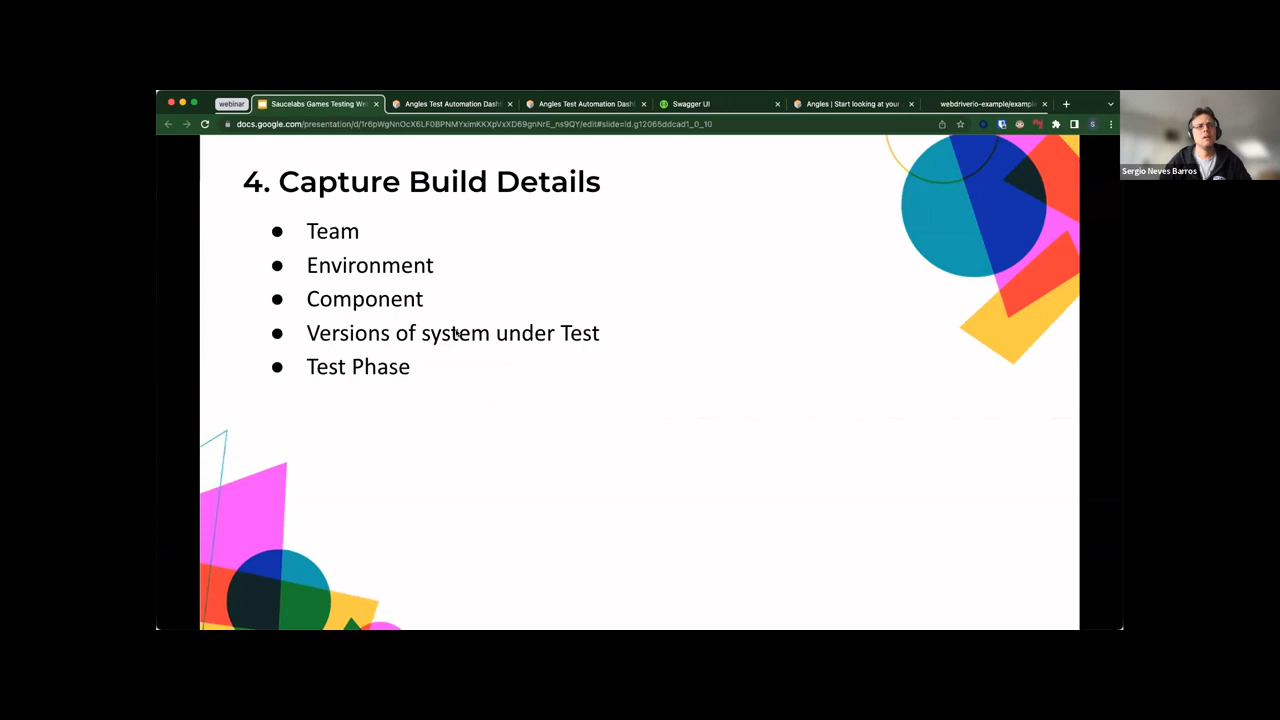 webinar
Saucelabs Games Testing We
Angles Test Automation Dash
Angles Test Automation Dash
Swagger UI
Angles | Start looking at your
webdriverio-example/example
docs.google.com/presentation/d/1r6pWgNnOcX6LF0BPNMYximKKXpVxXD69gnNrE_ns9QY/edit#slide=id.g12065ddcad1_0_10
S
Sergio Neves Barros
4. Capture Build Details
● Team
● Environment
● Component
● Versions of system under Test
● Test Phase